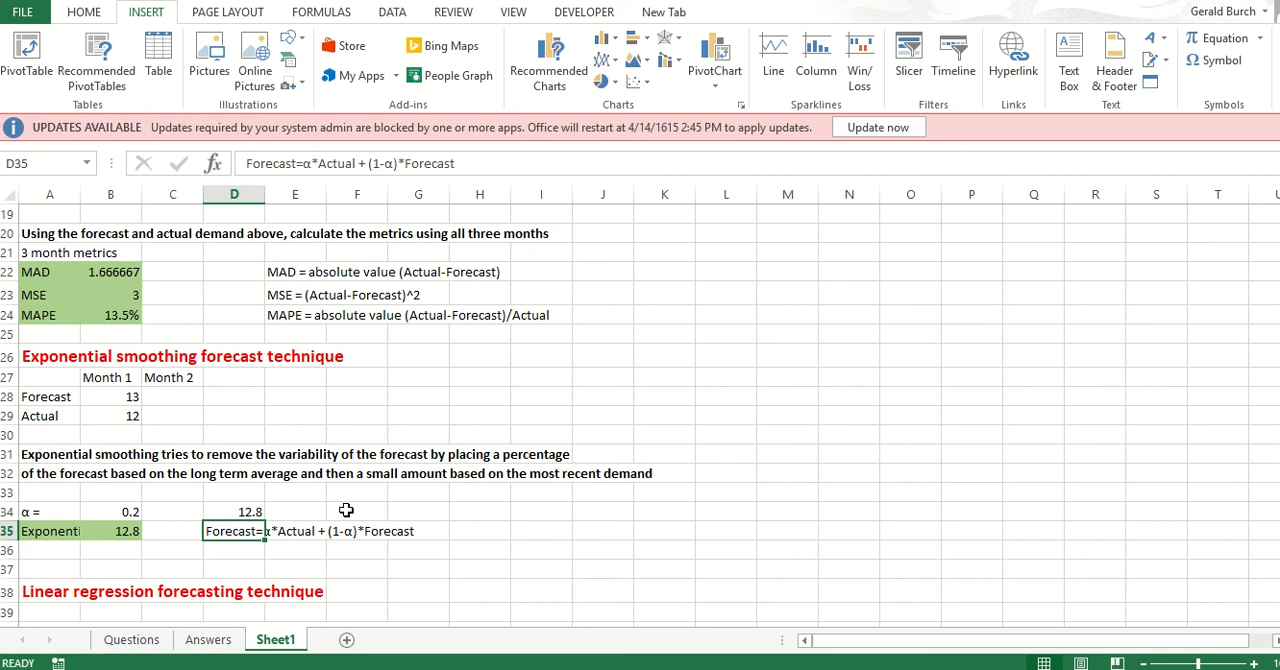 FILE HOME INSERT PAGE LAYOUT FORMULAS DATA REVIEW VIEW DEVELOPER New Tab Gerald Burch
PivotTable Recommended PivotTables Table Pictures Online Pictures Store My Apps Bing Maps People Graph Recommended Charts PivotChart Line Column Win/Loss Slicer Timeline Hyperlink Text Box Header & Footer Equation Symbol
Tables Illustrations Add-ins Charts Sparklines Filters Links Text Symbols
UPDATES AVAILABLE Updates required by your system admin are blocked by one or more apps. Office will restart at 4/14/1615 2:45 PM to apply updates. Update now
D35 fx Forecast=α*Actual + (1-α)*Forecast
A B C D E F G H I J K L M N O P Q R S T U
19
20 Using the forecast and actual demand above, calculate the metrics using all three months
21 3 month metrics
22 MAD 1.666667 MAD = absolute value (Actual-Forecast)
23 MSE 3 MSE = (Actual-Forecast)^2
24 MAPE 13.5% MAPE = absolute value (Actual-Forecast)/Actual
25
26 Exponential smoothing forecast technique
27 Month 1 Month 2
28 Forecast 13
29 Actual 12
30
31 Exponential smoothing tries to remove the variability of the forecast by placing a percentage
32 of the forecast based on the long term average and then a small amount based on the most recent demand
33
34 α = 0.2 12.8
35 Exponenti 12.8 Forecast=α*Actual + (1-α)*Forecast
36
37
38 Linear regression forecasting technique
39
Questions Answers Sheet1
READY